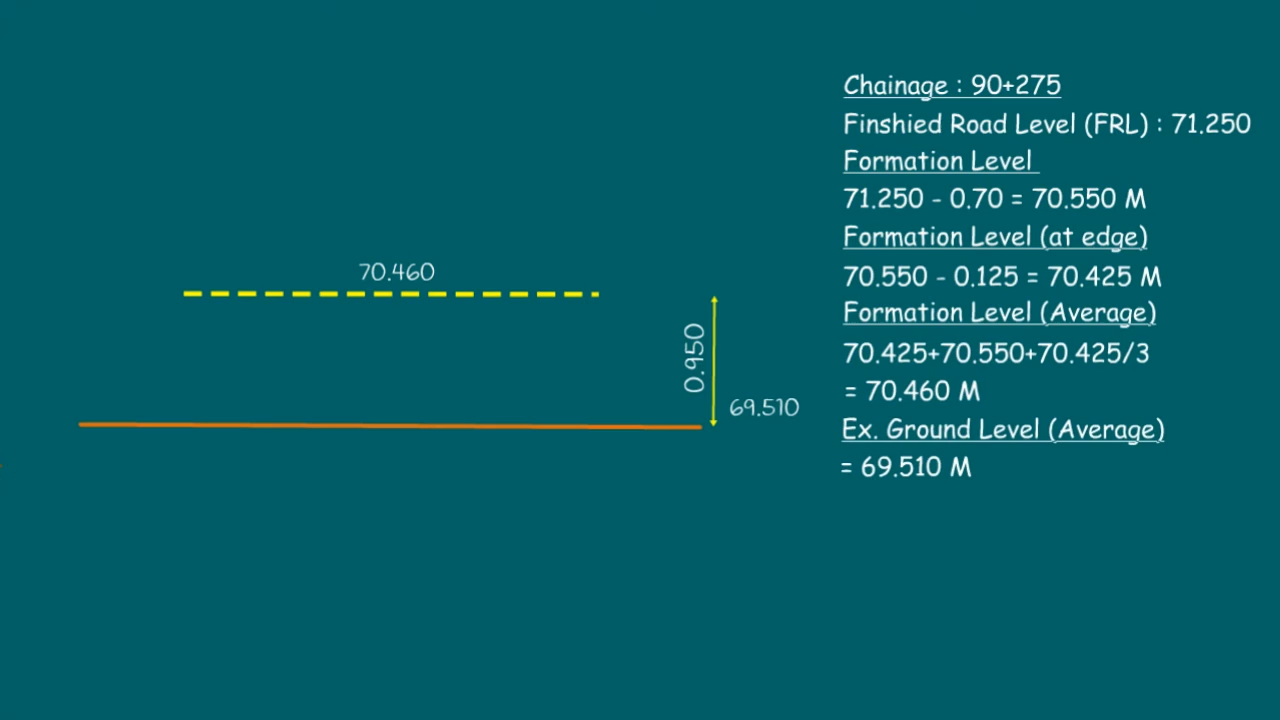 Chainage : 90+275
Finshied Road Level (FRL) : 71.250
Formation Level
71.250 - 0.70 = 70.550 M
Formation Level (at edge)
70.550 - 0.125 = 70.425 M
Formation Level (Average)
70.425+70.550+70.425/3
= 70.460 M
Ex. Ground Level (Average)
= 69.510 M
70.460
0.950
69.510